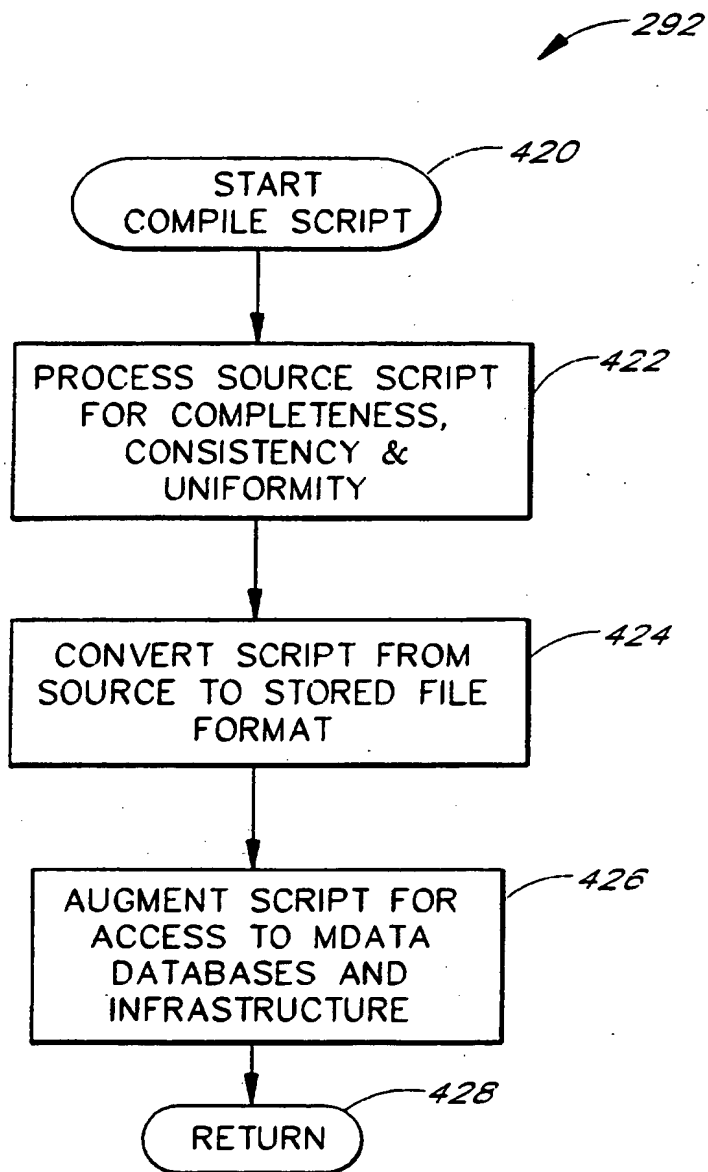 292
420
START
COMPILE SCRIPT
422
PROCESS SOURCE SCRIPT
FOR COMPLETENESS,
CONSISTENCY &
UNIFORMITY
424
CONVERT SCRIPT FROM
SOURCE TO STORED FILE
FORMAT
426
AUGMENT SCRIPT FOR
ACCESS TO MDATA
DATABASES AND
INFRASTRUCTURE
428
RETURN